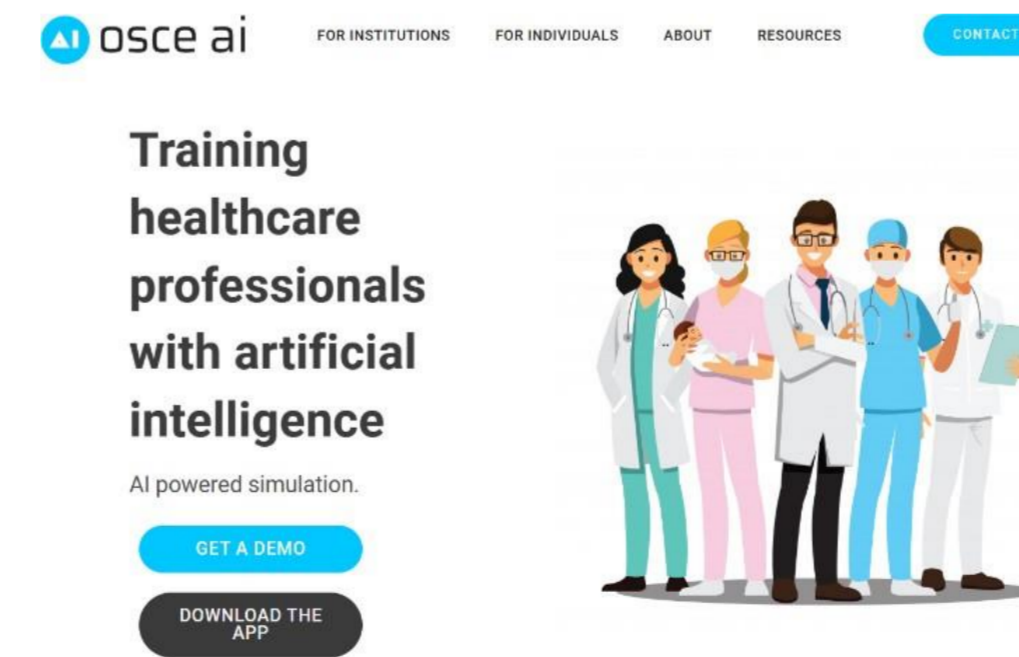 AI osce ai
FOR INSTITUTIONS
FOR INDIVIDUALS
ABOUT
RESOURCES
CONTACT
Training
healthcare
professionals
with artificial
intelligence
AI powered simulation.
GET A DEMO
DOWNLOAD THE
APP